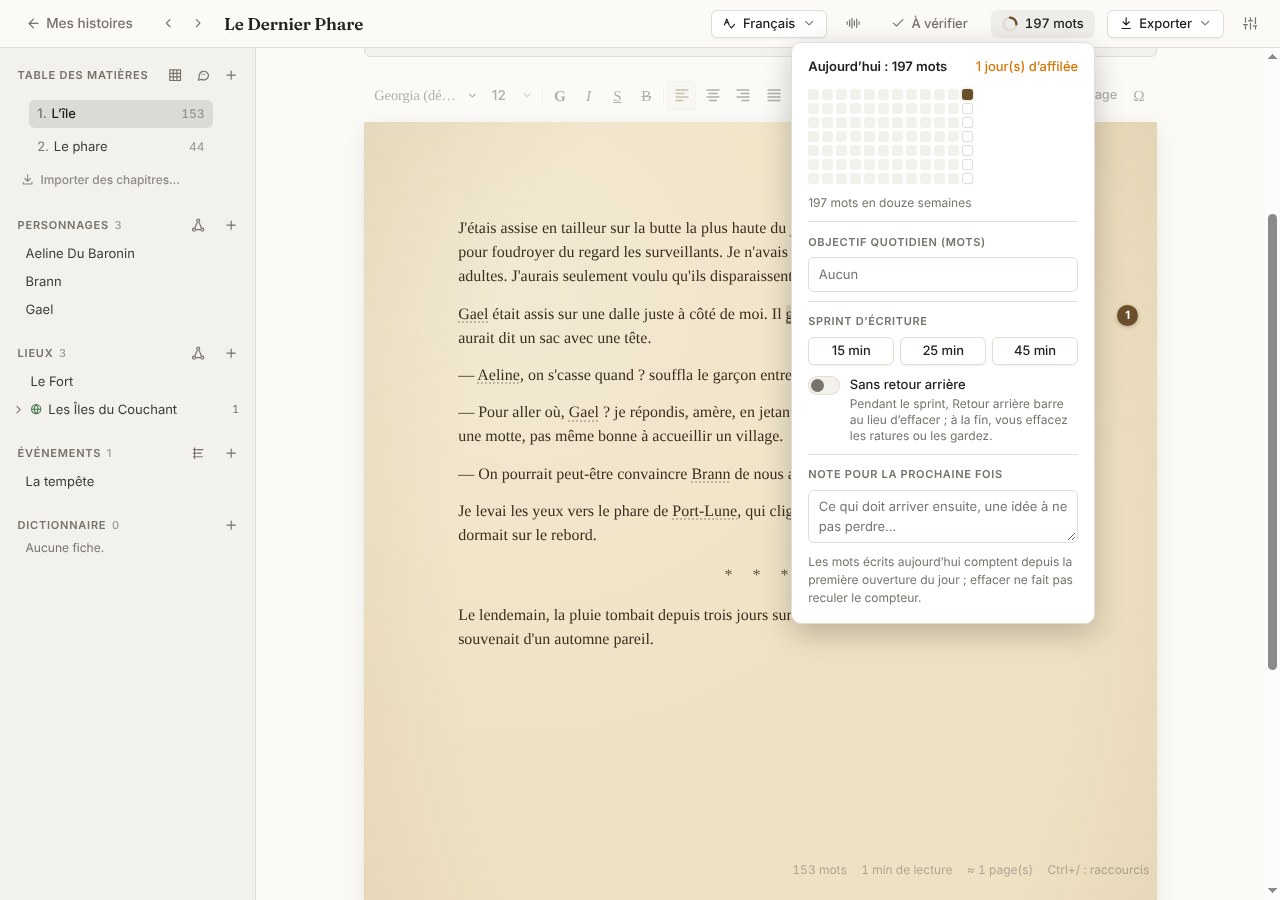 Mes histoires
Le Dernier Phare
Français
À vérifier
197 mots
Exporter
TABLE DES MATIÈRES
1. L’île 153
2. Le phare 44
Importer des chapitres…
PERSONNAGES 3
Aeline Du Baronin
Brann
Gael
LIEUX 3
Le Fort
Les Îles du Couchant 1
ÉVÉNEMENTS 1
La tempête
DICTIONNAIRE 0
Aucune fiche.
Georgia (dé… 12 G I S B
age Ω
J'étais assise en tailleur sur la butte la plus haute du
pour foudroyer du regard les surveillants. Je n'avais
adultes. J'aurais seulement voulu qu'ils disparaissent
Gael était assis sur une dalle juste à côté de moi. Il
aurait dit un sac avec une tête.
— Aeline, on s'casse quand ? souffla le garçon entre
— Pour aller où, Gael ? je répondis, amère, en jetan
une motte, pas même bonne à accueillir un village.
— On pourrait peut-être convaincre Brann de nous a
Je levai les yeux vers le phare de Port-Lune, qui clig
dormait sur le rebord.
* * *
Le lendemain, la pluie tombait depuis trois jours sur
souvenait d'un automne pareil.
1
153 mots 1 min de lecture ≈ 1 page(s) Ctrl+/ : raccourcis
Aujourd’hui : 197 mots 1 jour(s) d’affilée
197 mots en douze semaines
OBJECTIF QUOTIDIEN (MOTS)
Aucun
SPRINT D’ÉCRITURE
15 min 25 min 45 min
Sans retour arrière
Pendant le sprint, Retour arrière barre
au lieu d’effacer ; à la fin, vous effacez
les ratures ou les gardez.
NOTE POUR LA PROCHAINE FOIS
Ce qui doit arriver ensuite, une idée à ne
pas perdre…
Les mots écrits aujourd’hui comptent depuis la
première ouverture du jour ; effacer ne fait pas
reculer le compteur.